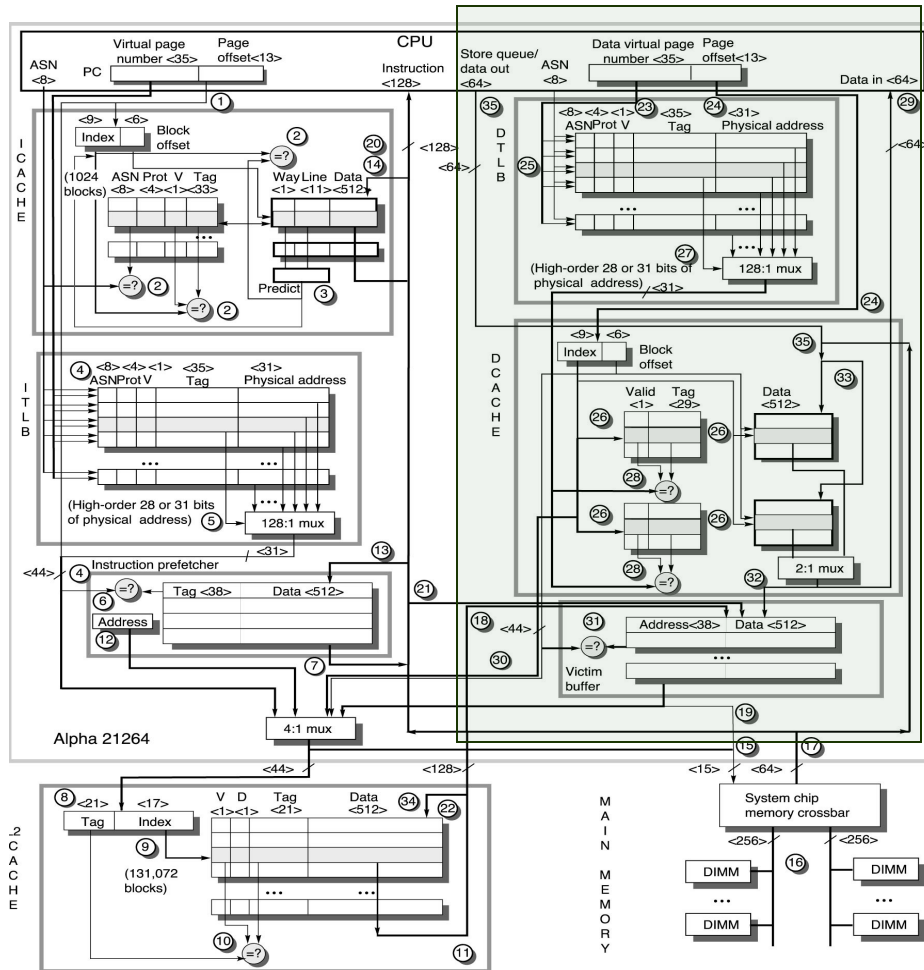 CPU
Virtual page number <35>
Page offset<13>
ASN <8>
PC
Instruction <128>
Store queue/ data out <64>
ASN <8>
Data virtual page number <35>
Page offset<13>
Data in <64>
1
35
23
24
29
ICACHE
<9> <6>
Index
Block offset
2
=?
20
14
<128>
(1024 blocks)
ASN Prot V Tag
<8> <4> <1> <33>
Way Line Data
<1> <11> <512>
...
=? 2
=? 2
Predict
3
<64>
<64>
DTLB
<8> <4> <1> <35> <31>
ASN Prot V Tag Physical address
25
...
...
27
128:1 mux
(High-order 28 or 31 bits of physical address)
<31>
24
ITLB
4
<8> <4> <1> <35> <31>
ASN Prot V Tag Physical address
...
...
(High-order 28 or 31 bits of physical address)
5
128:1 mux
<31>
DCACHE
<9> <6>
Index
Block offset
35
33
Valid <1>
Tag <29>
Data <512>
26
26
28
=?
26
26
28
=?
2:1 mux
<44>
4
Instruction prefetcher
13
=?
6
Tag <38> Data <512>
Address
12
7
21
32
18
<44>
30
31
=?
Address<38> Data <512>
...
Victim buffer
19
4:1 mux
Alpha 21264
15
17
<44>
<128>
<15>
<64>
8
<21> <17>
Tag Index
9
(131,072 blocks)
V D Tag Data
<1> <1> <21> <512>
34
22
... ...
10
=?
11
2
CACHE
MAIN MEMORY
System chip memory crossbar
<256> <256>
16
DIMM DIMM
... ...
DIMM DIMM